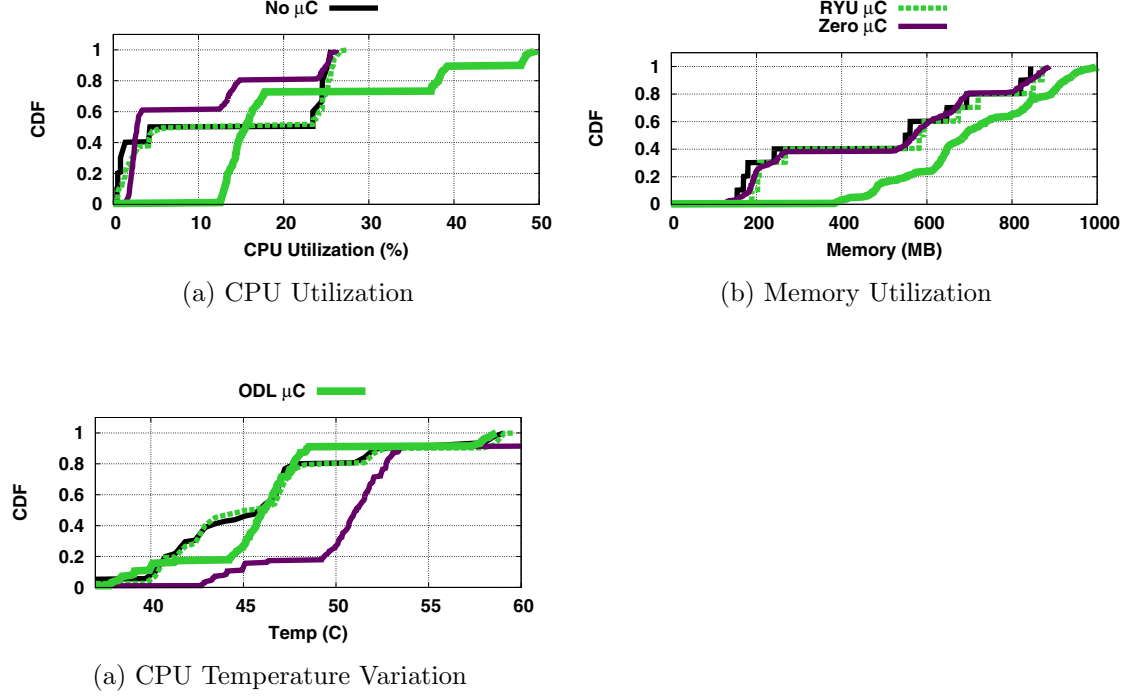 No μC
1
0.8
0.6
0.4
0.2
0
CDF
0 10 20 30 40 50
CPU Utilization (%)
(a) CPU Utilization
RYU μC
Zero μC
1
0.8
0.6
0.4
0.2
0
CDF
0 200 400 600 800 1000
Memory (MB)
(b) Memory Utilization
ODL μC
1
0.8
0.6
0.4
0.2
0
CDF
40 45 50 55 60
Temp (C)
(a) CPU Temperature Variation